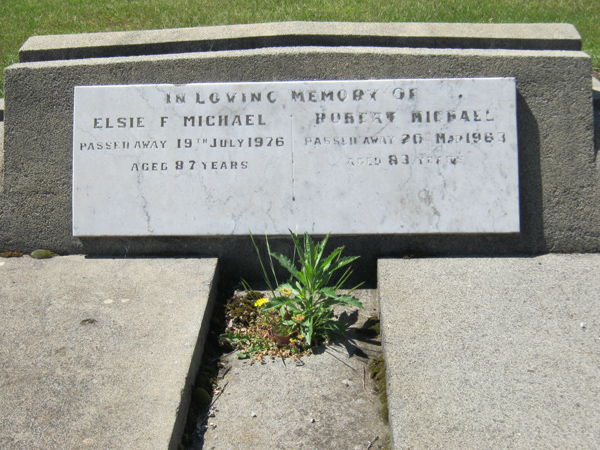 IN LOVING MEMORY OF
ELSIE F MICHAEL
PASSED AWAY 19TH JULY 1976
AGED 87 YEARS
ROBERT MICHAEL
PASSED AWAY 20 MAY 1963
AGED 83 YEARS